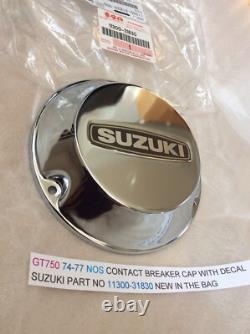 SUZUKI
GT750 74-77 NOS CONTACT BREAKER CAP WITH DECAL
SUZUKI PART NO 11300-31830 NEW IN THE BAG